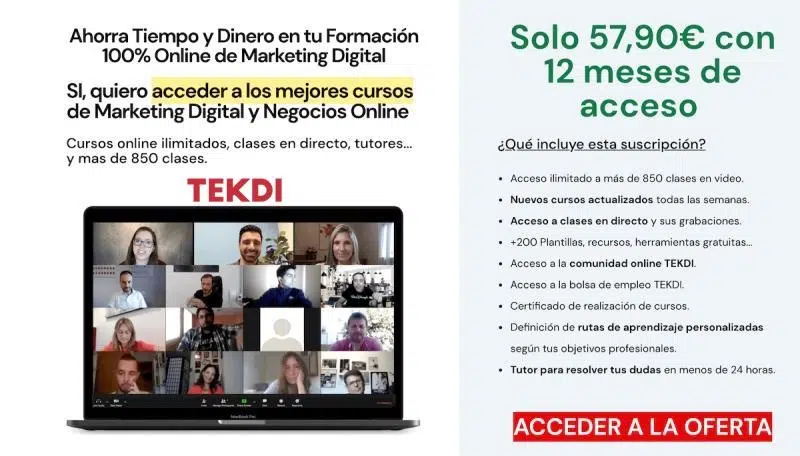 Ahorra Tiempo y Dinero en tu Formación
100% Online de Marketing Digital
SI, quiero acceder a los mejores cursos
de Marketing Digital y Negocios Online
Cursos online ilimitados, clases en directo, tutores...
y mas de 850 clases.
TEKDI
MacBook Pro
Solo 57,90€ con
12 meses de
acceso
¿Qué incluye esta suscripción?
• Acceso ilimitado a más de 850 clases en video.
• Nuevos cursos actualizados todas las semanas.
• Acceso a clases en directo y sus grabaciones.
• +200 Plantillas, recursos, herramientas gratuitas...
• Acceso a la comunidad online TEKDI.
• Acceso a la bolsa de empleo TEKDI.
• Certificado de realización de cursos.
• Definición de rutas de aprendizaje personalizadas
según tus objetivos profesionales.
• Tutor para resolver tus dudas en menos de 24 horas.
ACCEDER A LA OFERTA